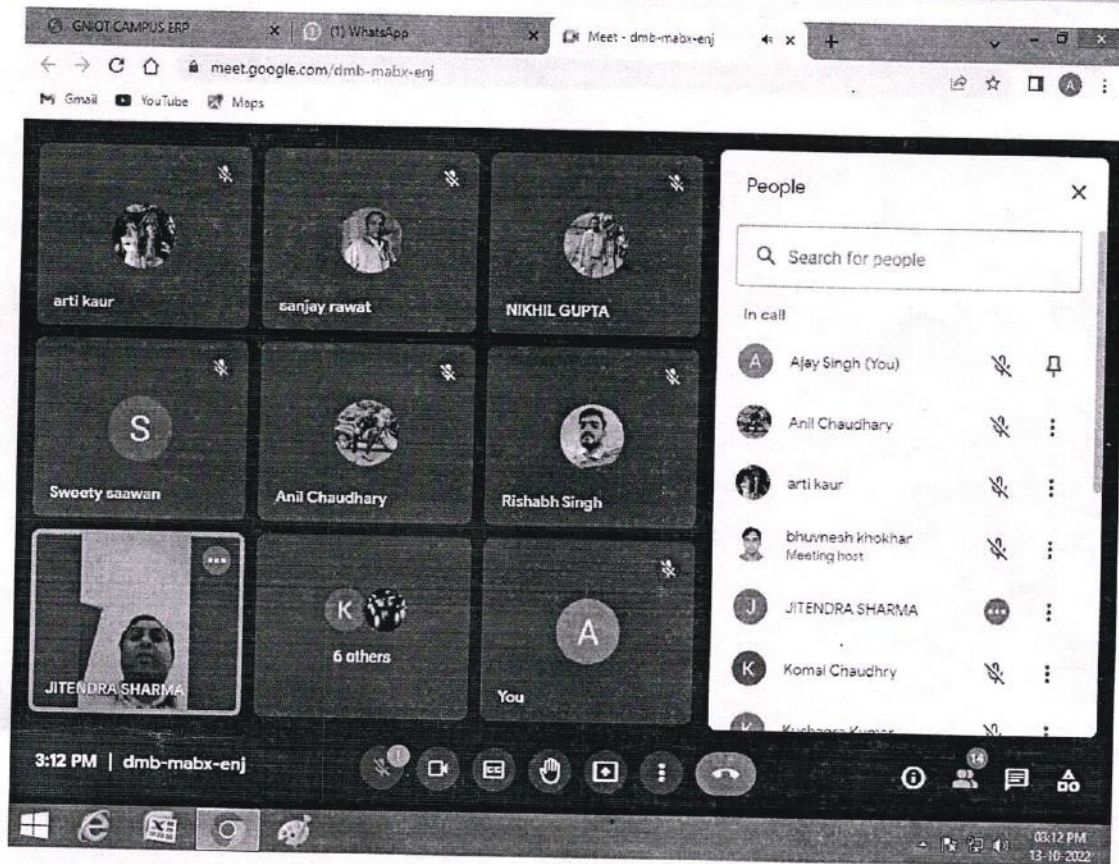 GNIOT CAMPUS ERP
(1) WhatsApp
Meet - dmb-mabx-enj
meet.google.com/dmb-mabx-enj
A
Gmail
YouTube
Maps
arti kaur
sanjay rawat
NIKHIL GUPTA
S
Sweety saawan
Anil Chaudhary
Rishabh Singh
JITENDRA SHARMA
K
6 others
A
You
People
Search for people
In call
A Ajay Singh (You)
Anil Chaudhary
arti kaur
bhuvnesh khokhar
Meeting host
J JITENDRA SHARMA
K Komal Chaudhry
K Kushagra Kumar
3:12 PM | dmb-mabx-enj
14
03:12 PM
13-10-2022